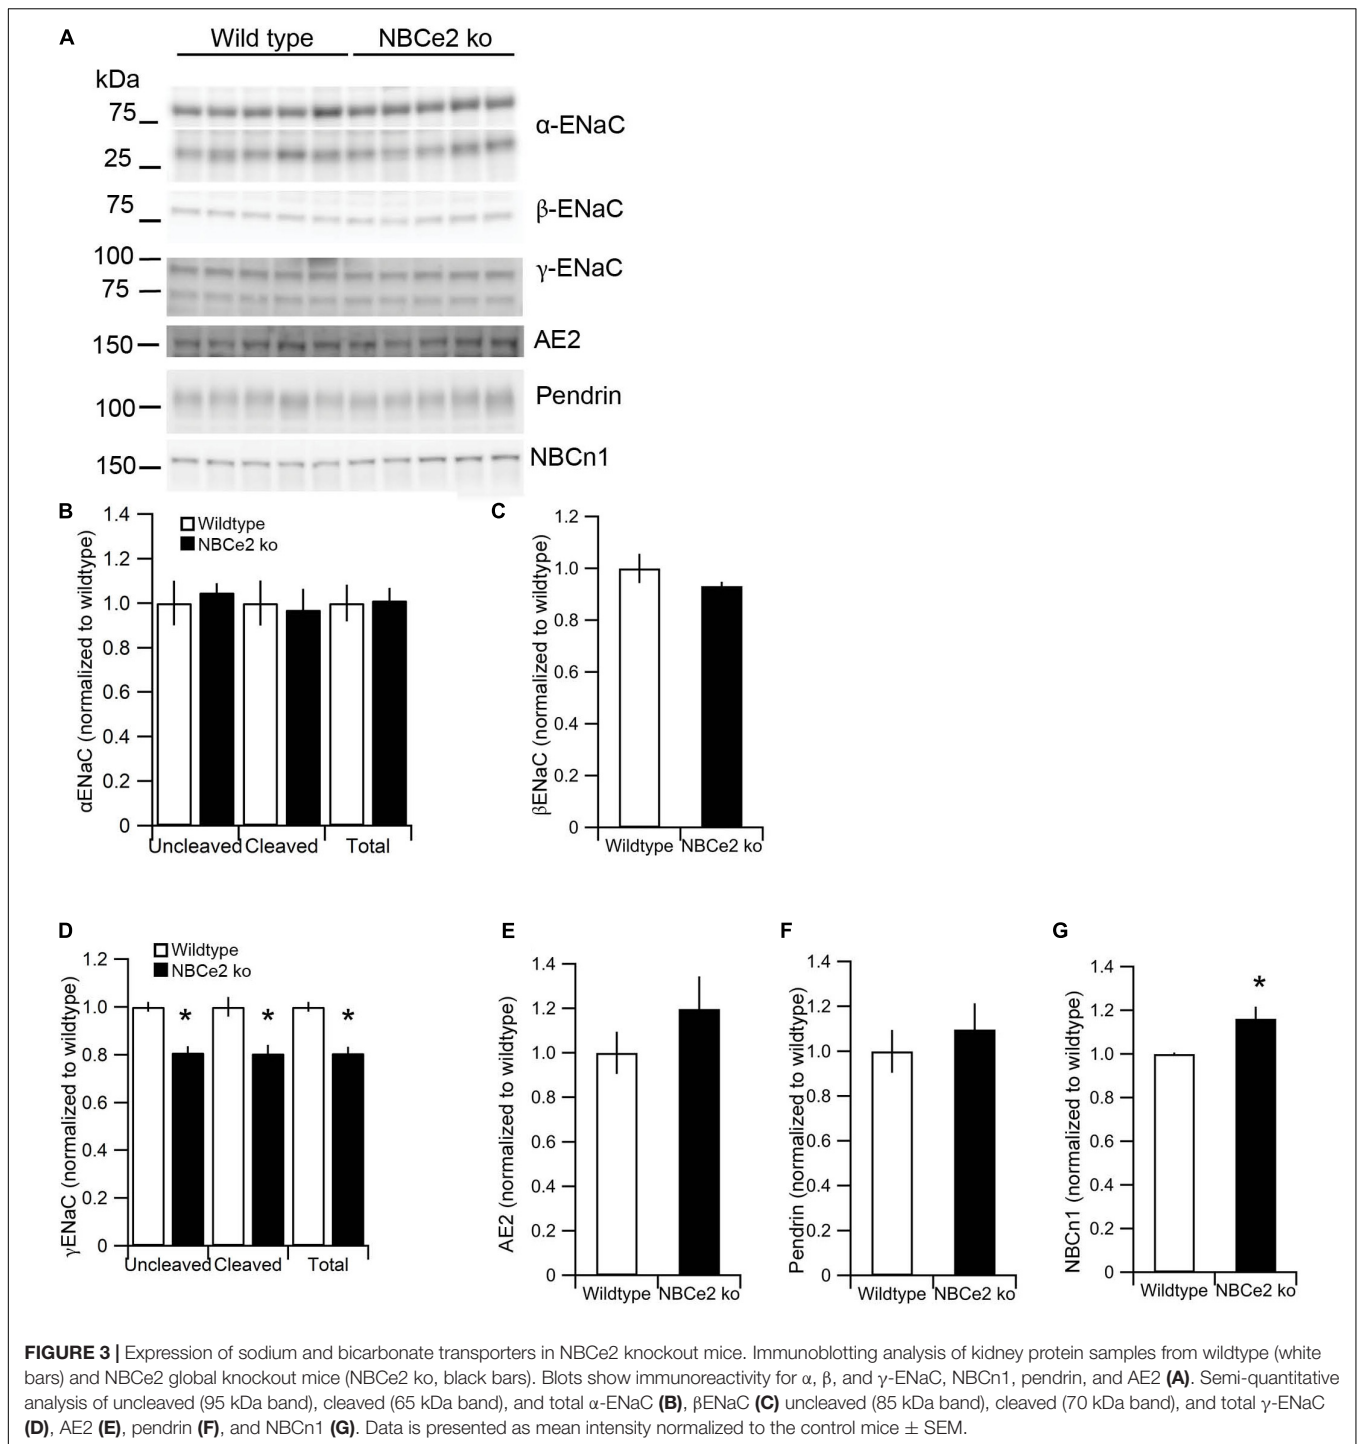 A
Wild type NBCe2 ko
kDa
75
α-ENaC
25
75
β-ENaC
100
γ-ENaC
75
150 AE2
Pendrin
100
150 NBCn1
B
αENaC (normalized to wildtype)
1.4
1.2
1.0
0.8
0.6
0.4
0.2
0
Wildtype
NBCe2 ko
Uncleaved Cleaved Total
C
βENaC (normalized to wildtype)
1.2
1.0
0.8
0.6
0.4
0.2
0
Wildtype NBCe2 ko
D
γENaC (normalized to wildtype)
1.2
1.0
0.8
0.6
0.4
0.2
0
Wildtype
NBCe2 ko
* * *
Uncleaved Cleaved Total
E
AE2 (normalized to wildtype)
1.4
1.2
1.0
0.8
0.6
0.4
0.2
0
Wildtype NBCe2 ko
F
Pendrin (normalized to wildtype)
1.4
1.2
1.0
0.8
0.6
0.4
0.2
0
Wildtype NBCe2 ko
G
NBCn1 (normalized to wildtype)
1.4
1.2
1.0
0.8
0.6
0.4
0.2
0
*
Wildtype NBCe2 ko
FIGURE 3 | Expression of sodium and bicarbonate transporters in NBCe2 knockout mice. Immunoblotting analysis of kidney protein samples from wildtype (white
bars) and NBCe2 global knockout mice (NBCe2 ko, black bars). Blots show immunoreactivity for α, β, and γ-ENaC, NBCn1, pendrin, and AE2 (A). Semi-quantitative
analysis of uncleaved (95 kDa band), cleaved (65 kDa band), and total α-ENaC (B), βENaC (C) uncleaved (85 kDa band), cleaved (70 kDa band), and total γ-ENaC
(D), AE2 (E), pendrin (F), and NBCn1 (G). Data is presented as mean intensity normalized to the control mice ± SEM.